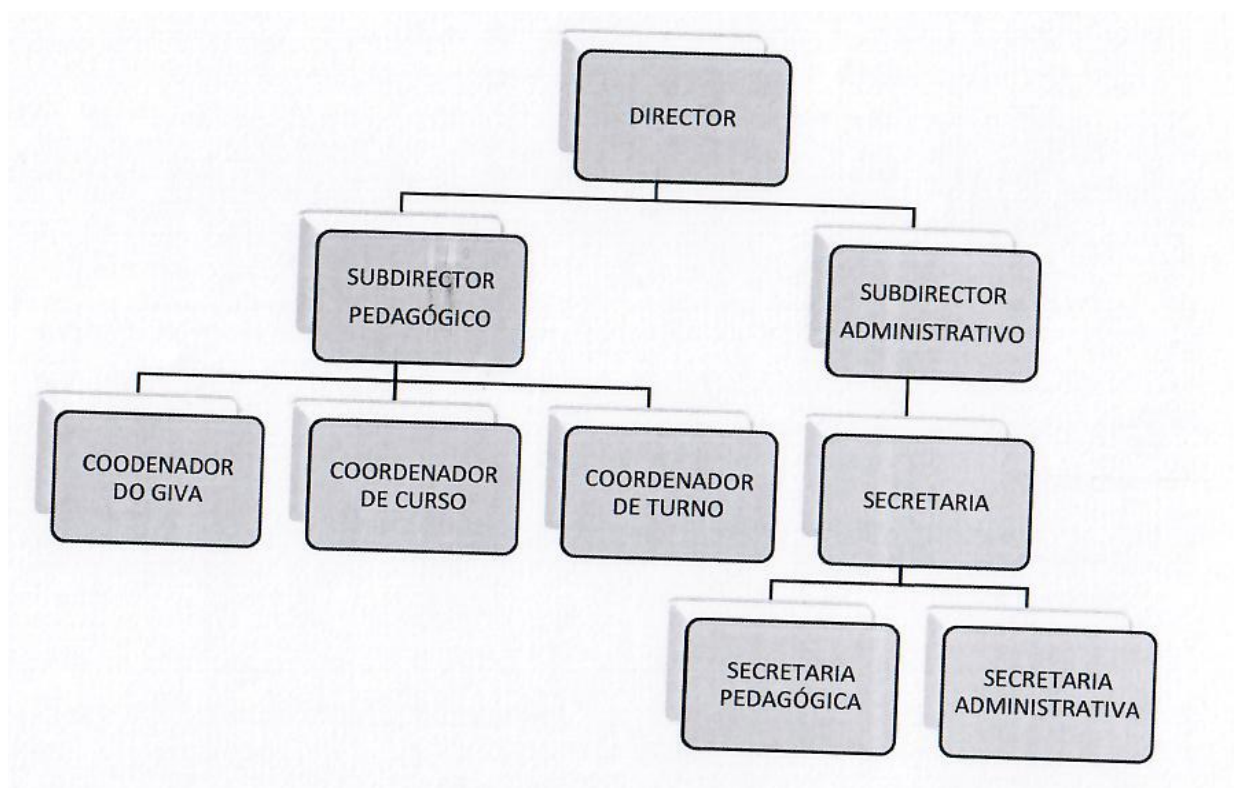 DIRECTOR
SUBDIRECTOR
PEDAGÓGICO
SUBDIRECTOR
ADMINISTRATIVO
COODENADOR
DO GIVA
COORDENADOR
DE CURSO
COORDENADOR
DE TURNO
SECRETARIA
SECRETARIA
PEDAGÓGICA
SECRETARIA
ADMINISTRATIVA